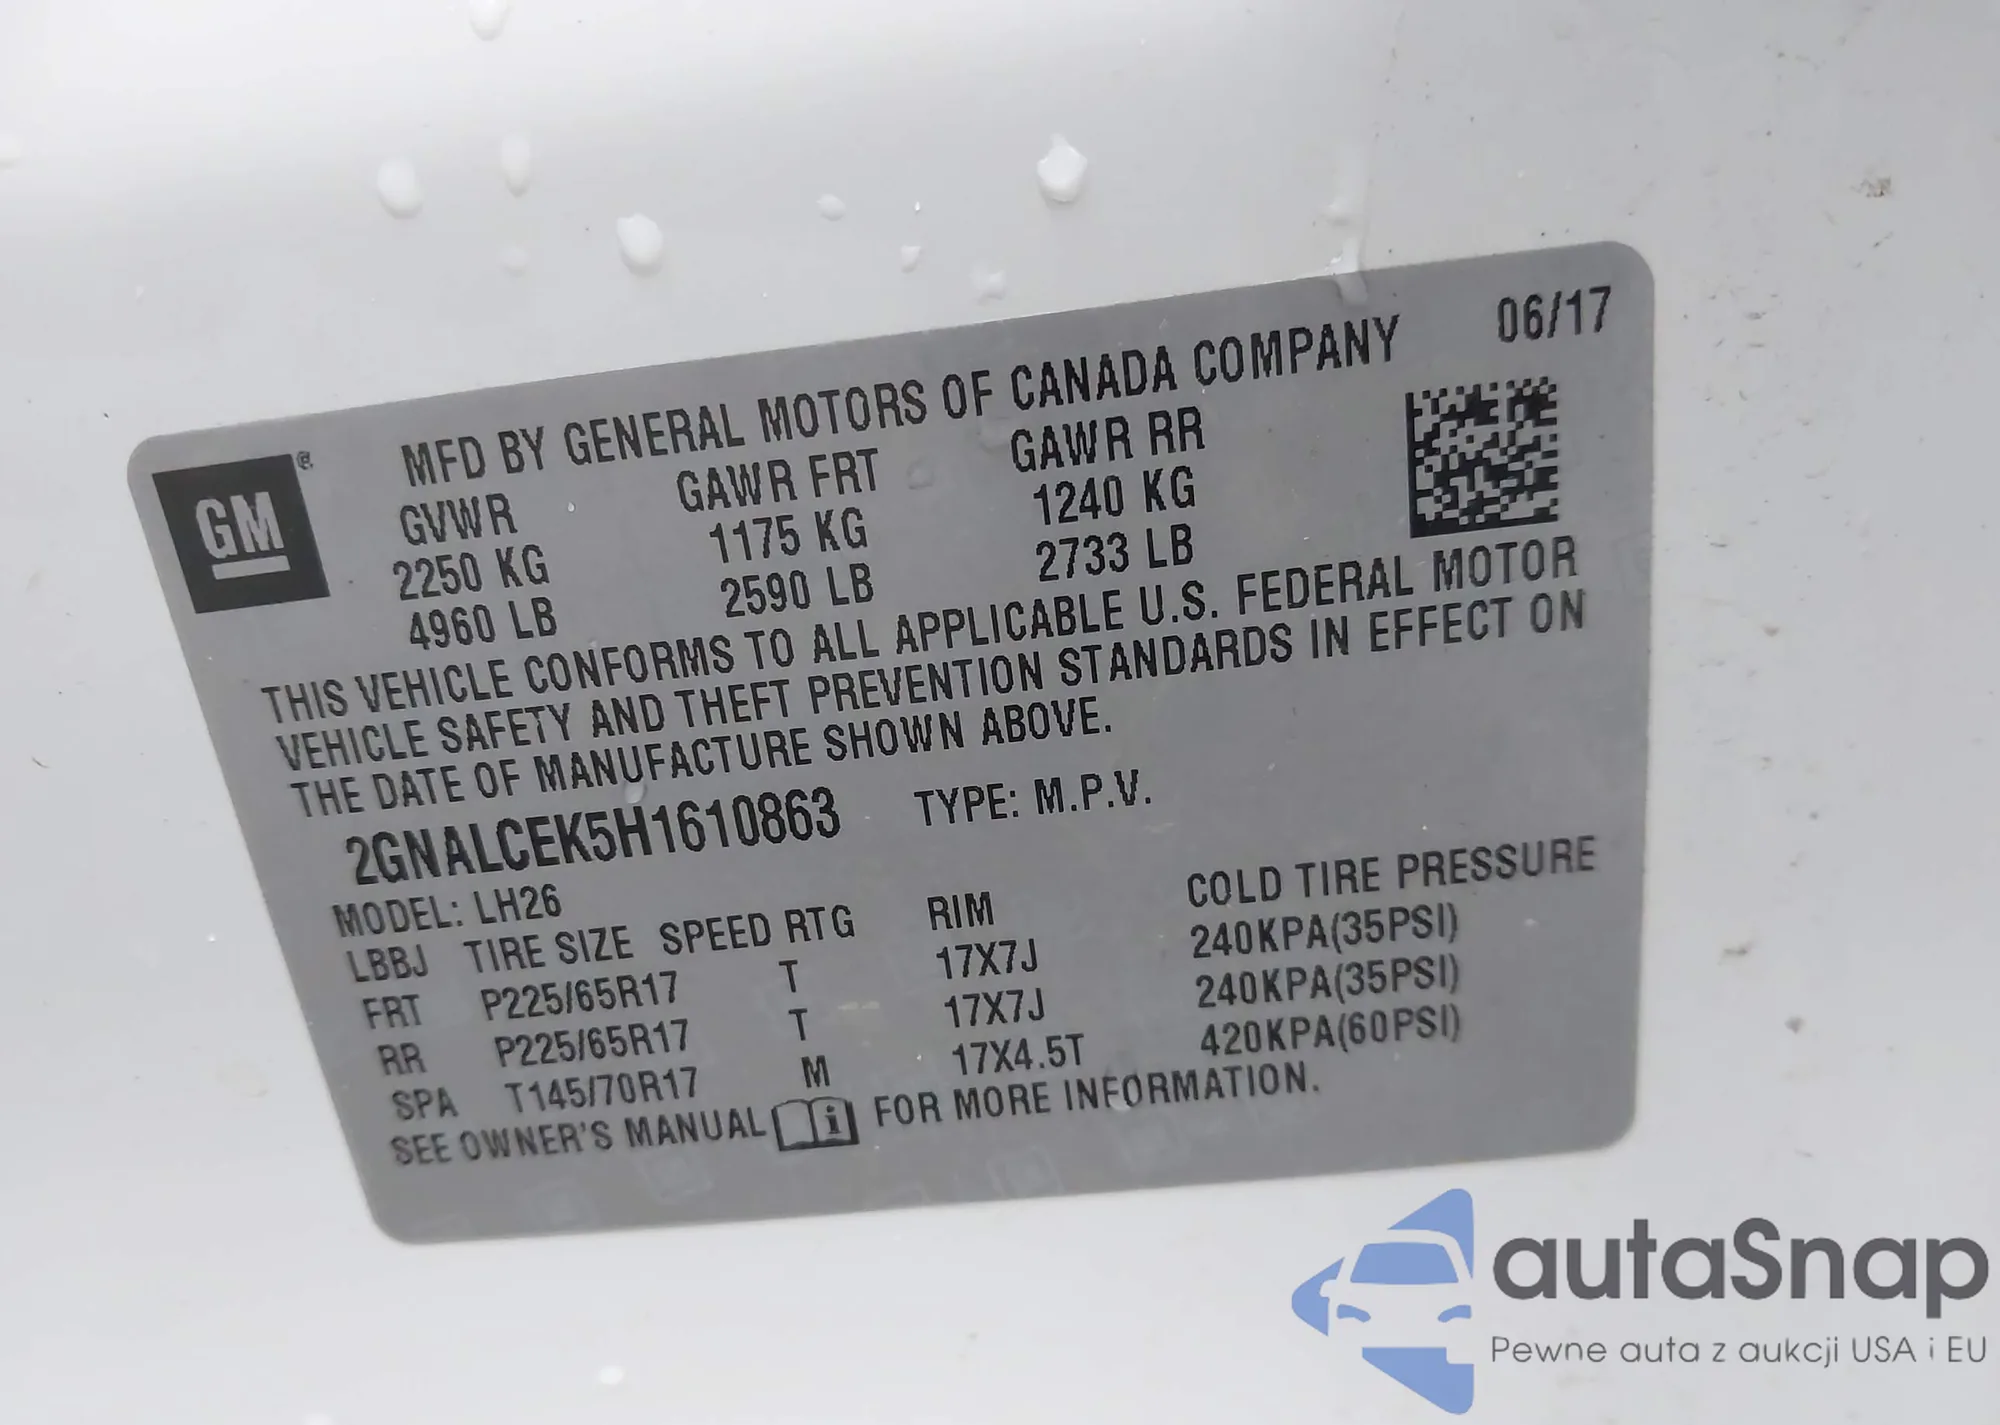 06/17
MFD BY GENERAL MOTORS OF CANADA COMPANY
GM
GVWR GAWR FRT GAWR RR
2250 KG 1175 KG 1240 KG
4960 LB 2590 LB 2733 LB
THIS VEHICLE CONFORMS TO ALL APPLICABLE U.S. FEDERAL MOTOR
VEHICLE SAFETY AND THEFT PREVENTION STANDARDS IN EFFECT ON
THE DATE OF MANUFACTURE SHOWN ABOVE.
2GNALCEK5H1610863 TYPE: M.P.V.
MODEL: LH26
LBBJ TIRE SIZE SPEED RTG RIM COLD TIRE PRESSURE
FRT P225/65R17 T 17X7J 240KPA(35PSI)
RR P225/65R17 T 17X7J 240KPA(35PSI)
SPA T145/70R17 M 17X4.5T 420KPA(60PSI)
SEE OWNER'S MANUAL FOR MORE INFORMATION.
autaSnap
Pewne auta z aukcji USA i EU